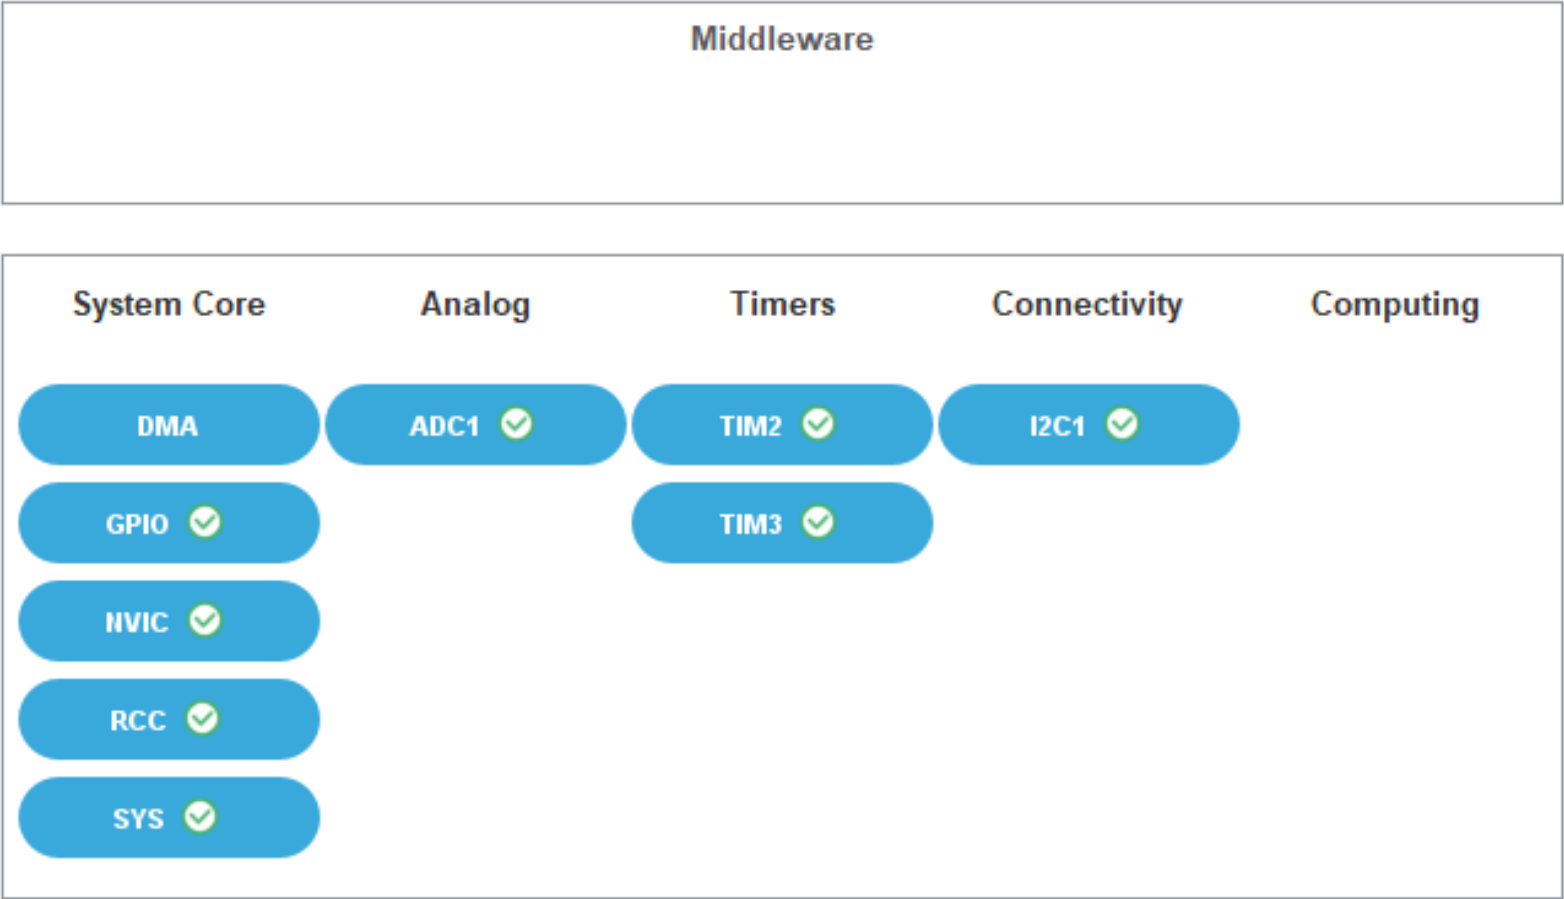 Middleware
System Core Analog Timers Connectivity Computing
DMA ADC1 TIM2 I2C1
GPIO TIM3
NVIC
RCC
SYS